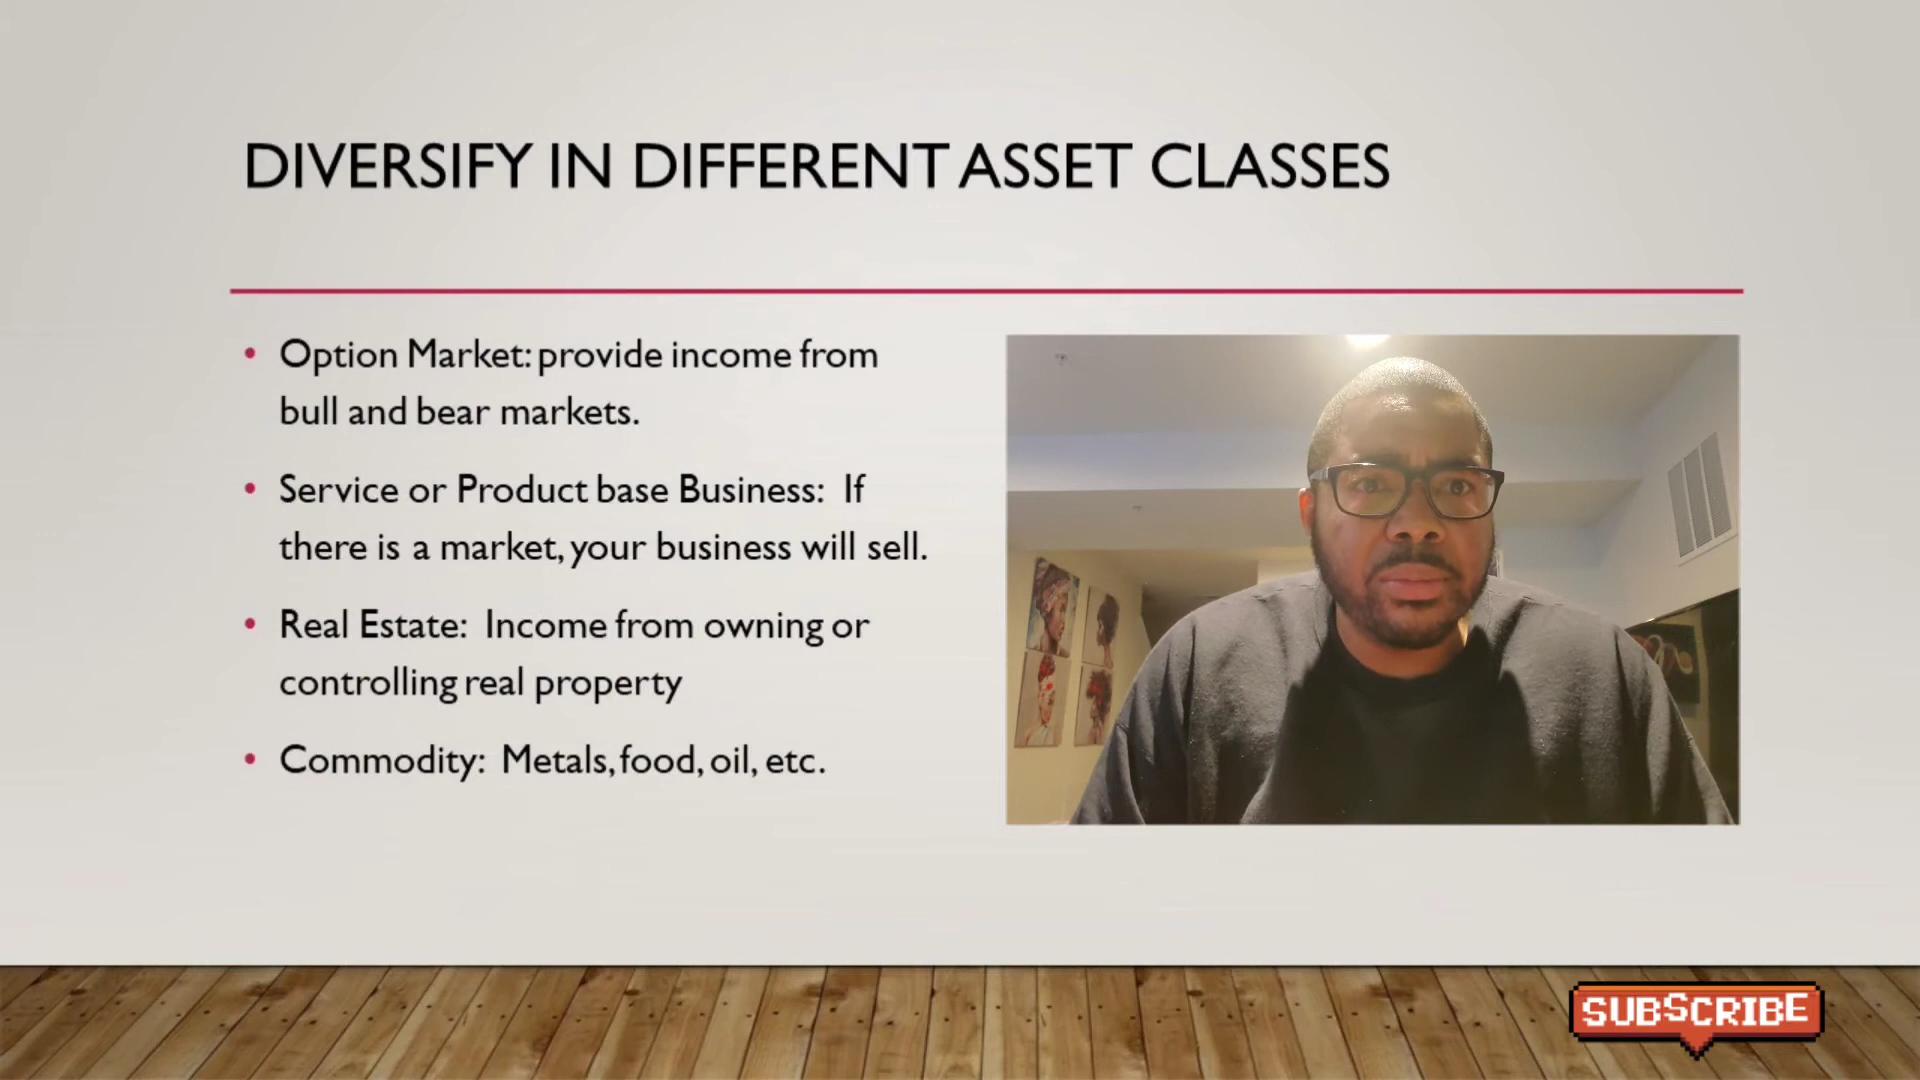 DIVERSIFY IN DIFFERENT ASSET CLASSES
• Option Market: provide income from
bull and bear markets.
• Service or Product base Business: If
there is a market, your business will sell.
• Real Estate: Income from owning or
controlling real property
• Commodity: Metals, food, oil, etc.
SUBSCRIBE